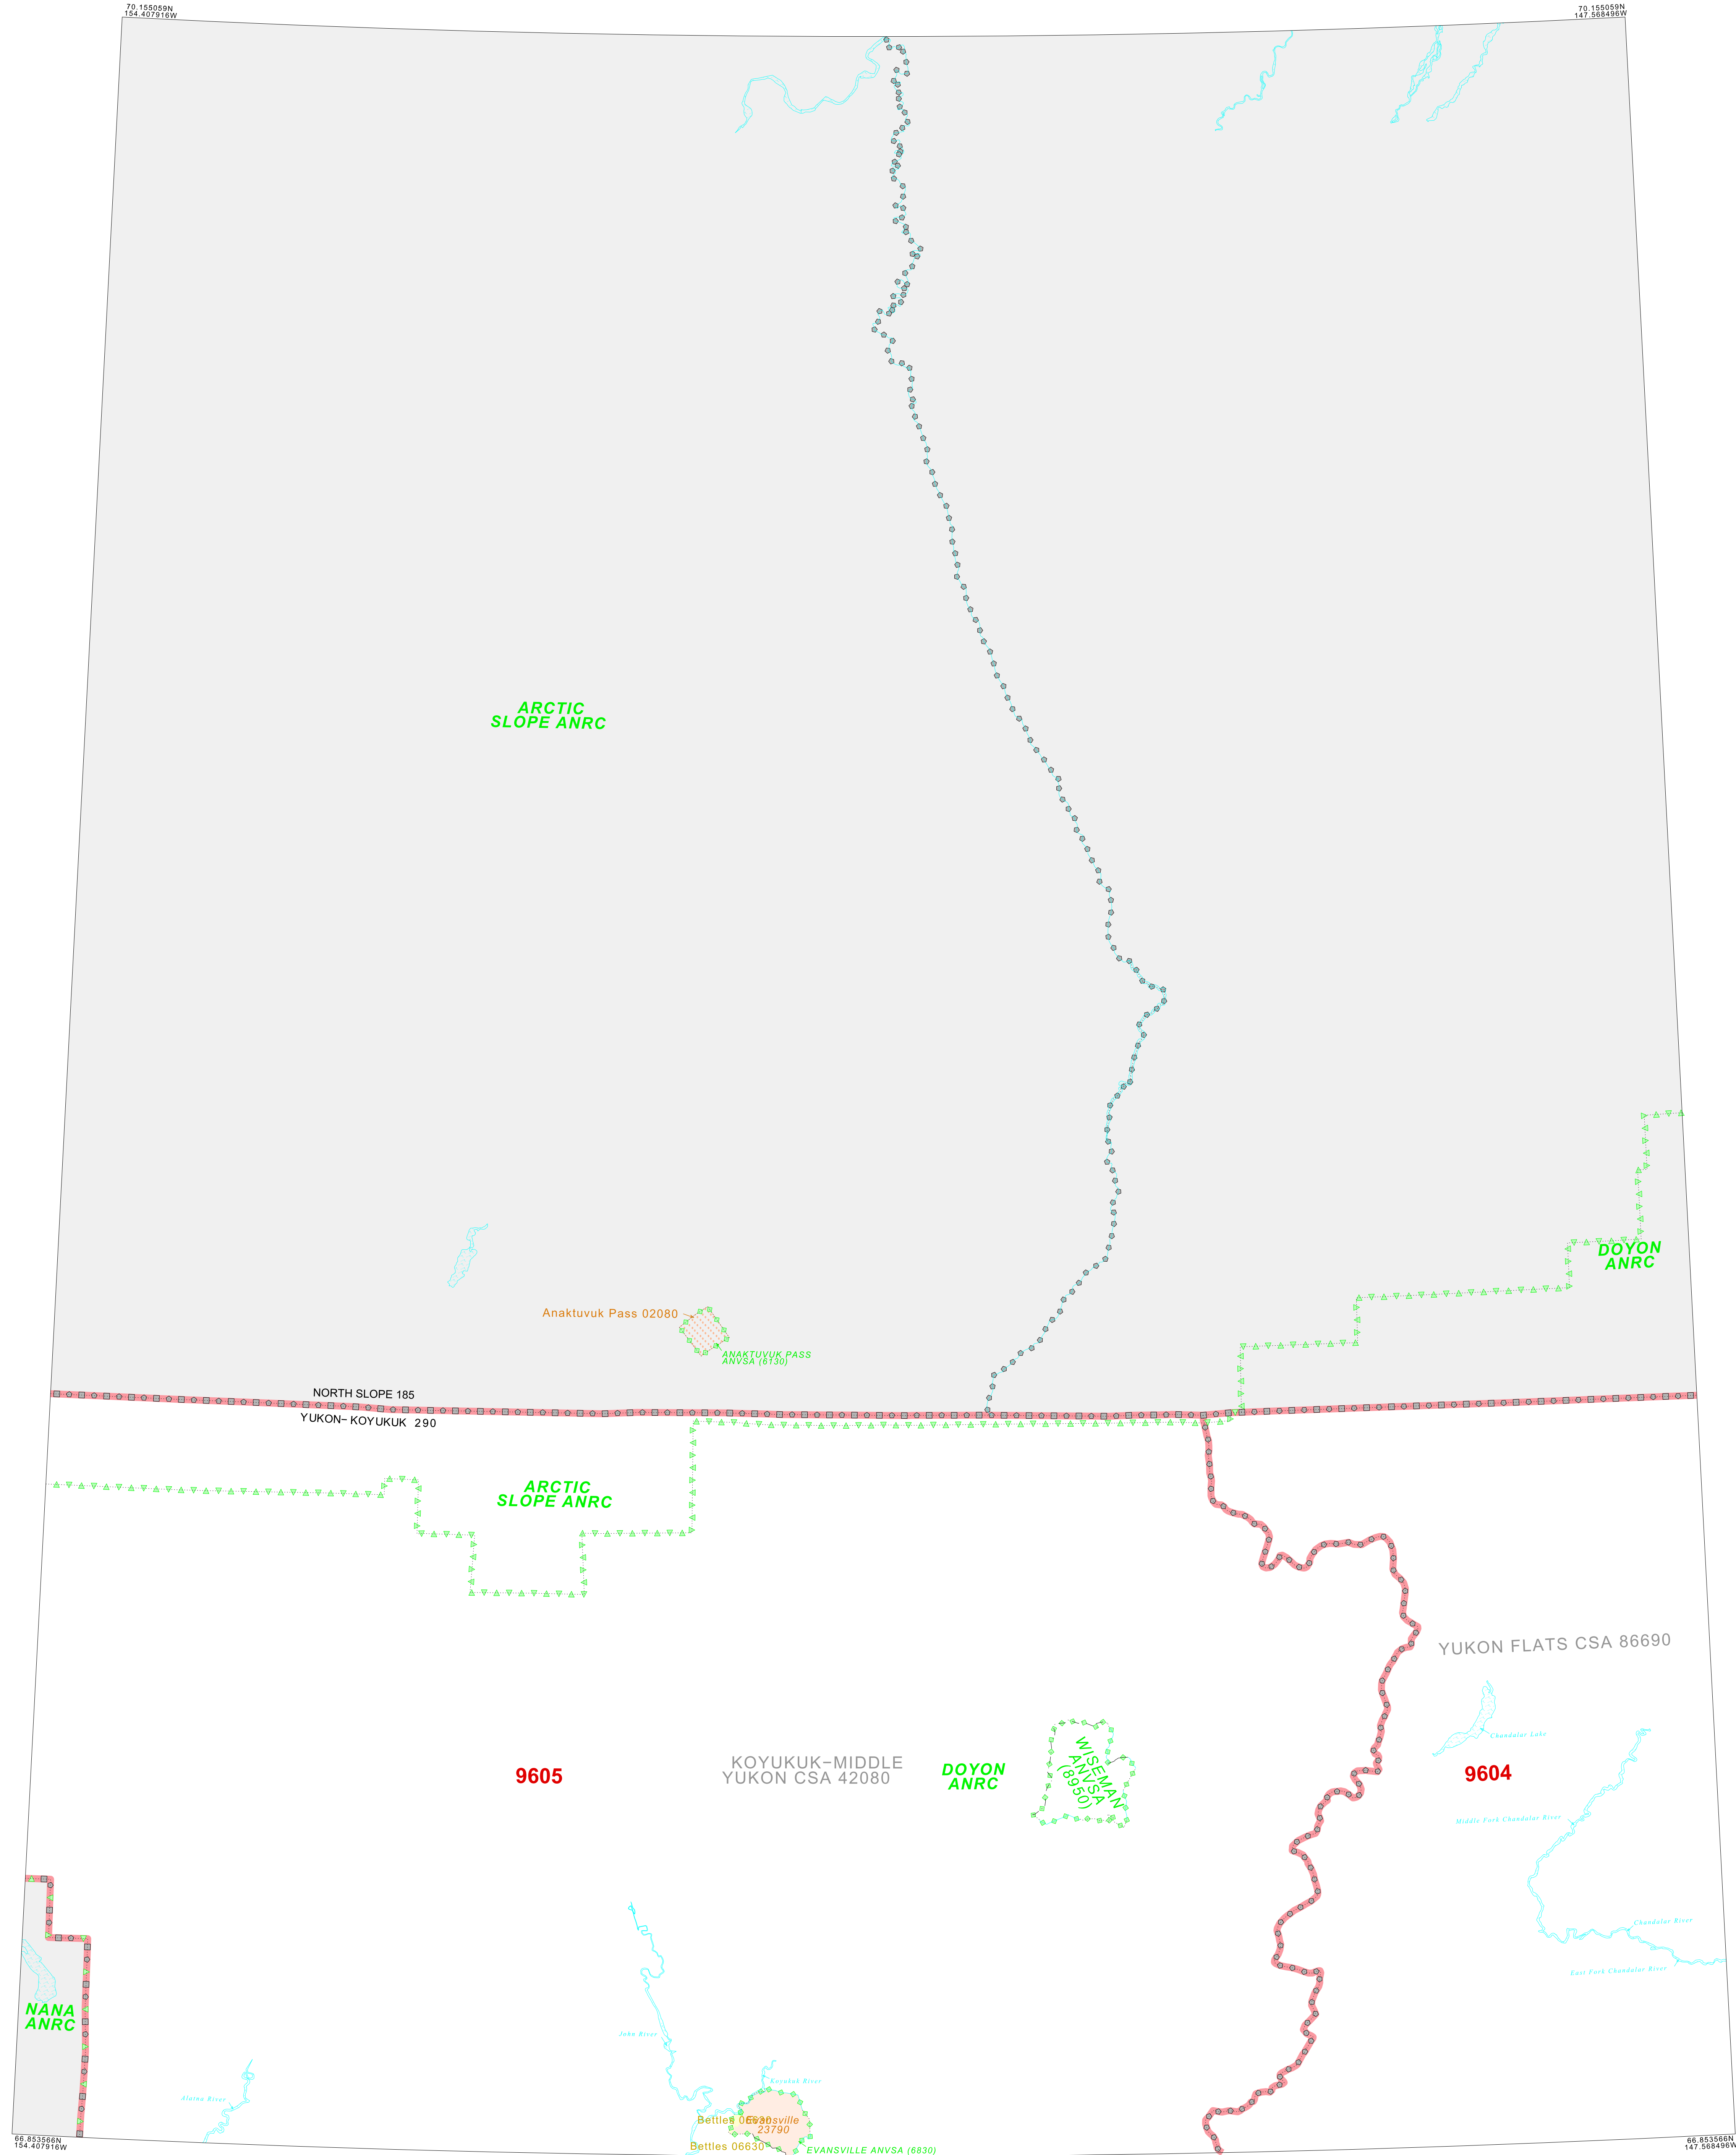 70.155059N
154.407916W
70.155059N
147.568496W
ARCTIC
SLOPE ANRC
DOYON
ANRC
Anaktuvuk Pass 02080
ANAKTUVUK PASS
ANVSA (6130)
NORTH SLOPE 185
YUKON-KOYUKUK 290
ARCTIC
SLOPE ANRC
YUKON FLATS CSA 86690
Chandalar Lake
KOYUKUK-MIDDLE
YUKON CSA 42080
9605
DOYON
ANRC
WISEMAN
ANVSA
(8950)
9604
Middle Fork Chandalar River
Chandalar River
East Fork Chandalar River
NANA
ANRC
John River
Koyukuk River
Alatna River
Bettles 06630
Evansville
23790
Bettles 06630
EVANSVILLE ANVSA (6830)
66.853566N
154.407916W
66.853566N
147.568496W